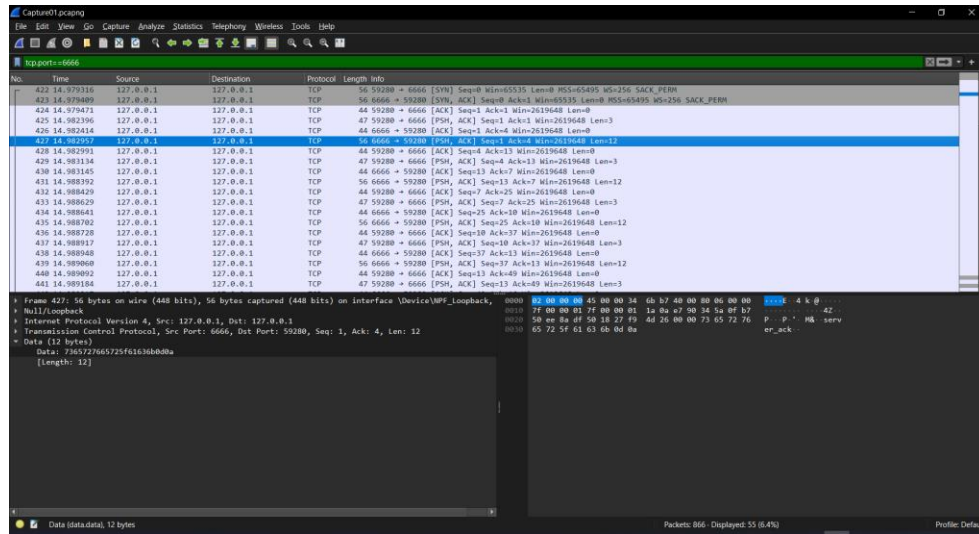 Capture01.pcapng
File Edit View Go Capture Analyze Statistics Telephony Wireless Tools Help
tcp.port==6666
No. Time Source Destination Protocol Length Info
422 14.979316 127.0.0.1 127.0.0.1 TCP 56 59280 → 6666 [SYN] Seq=0 Win=65535 Len=0 MSS=65495 WS=256 SACK_PERM
423 14.979409 127.0.0.1 127.0.0.1 TCP 56 6666 → 59280 [SYN, ACK] Seq=0 Ack=1 Win=65535 Len=0 MSS=65495 WS=256 SACK_PERM
424 14.979471 127.0.0.1 127.0.0.1 TCP 44 59280 → 6666 [ACK] Seq=1 Ack=1 Win=2619648 Len=0
425 14.982396 127.0.0.1 127.0.0.1 TCP 47 59280 → 6666 [PSH, ACK] Seq=1 Ack=1 Win=2619648 Len=3
426 14.982414 127.0.0.1 127.0.0.1 TCP 44 6666 → 59280 [ACK] Seq=1 Ack=4 Win=2619648 Len=0
427 14.982957 127.0.0.1 127.0.0.1 TCP 56 6666 → 59280 [PSH, ACK] Seq=1 Ack=4 Win=2619648 Len=12
428 14.982991 127.0.0.1 127.0.0.1 TCP 44 59280 → 6666 [ACK] Seq=4 Ack=13 Win=2619648 Len=0
429 14.983134 127.0.0.1 127.0.0.1 TCP 47 59280 → 6666 [PSH, ACK] Seq=4 Ack=13 Win=2619648 Len=3
430 14.983145 127.0.0.1 127.0.0.1 TCP 44 6666 → 59280 [ACK] Seq=13 Ack=7 Win=2619648 Len=0
431 14.988392 127.0.0.1 127.0.0.1 TCP 56 6666 → 59280 [PSH, ACK] Seq=13 Ack=7 Win=2619648 Len=12
432 14.988429 127.0.0.1 127.0.0.1 TCP 44 59280 → 6666 [ACK] Seq=7 Ack=25 Win=2619648 Len=0
433 14.988629 127.0.0.1 127.0.0.1 TCP 47 59280 → 6666 [PSH, ACK] Seq=7 Ack=25 Win=2619648 Len=3
434 14.988641 127.0.0.1 127.0.0.1 TCP 44 6666 → 59280 [ACK] Seq=25 Ack=10 Win=2619648 Len=0
435 14.988702 127.0.0.1 127.0.0.1 TCP 56 6666 → 59280 [PSH, ACK] Seq=25 Ack=10 Win=2619648 Len=12
436 14.988728 127.0.0.1 127.0.0.1 TCP 44 59280 → 6666 [ACK] Seq=10 Ack=37 Win=2619648 Len=0
437 14.988917 127.0.0.1 127.0.0.1 TCP 47 59280 → 6666 [PSH, ACK] Seq=10 Ack=37 Win=2619648 Len=3
438 14.988948 127.0.0.1 127.0.0.1 TCP 44 6666 → 59280 [ACK] Seq=37 Ack=13 Win=2619648 Len=0
439 14.989060 127.0.0.1 127.0.0.1 TCP 56 6666 → 59280 [PSH, ACK] Seq=37 Ack=13 Win=2619648 Len=12
440 14.989092 127.0.0.1 127.0.0.1 TCP 44 59280 → 6666 [ACK] Seq=13 Ack=49 Win=2619648 Len=0
441 14.989184 127.0.0.1 127.0.0.1 TCP 47 59280 → 6666 [PSH, ACK] Seq=13 Ack=49 Win=2619648 Len=3
Frame 427: 56 bytes on wire (448 bits), 56 bytes captured (448 bits) on interface \Device\NPF_Loopback,
Null/Loopback
Internet Protocol Version 4, Src: 127.0.0.1, Dst: 127.0.0.1
Transmission Control Protocol, Src Port: 6666, Dst Port: 59280, Seq: 1, Ack: 4, Len: 12
Data (12 bytes)
Data: 7365727665725f61636b0d0a
[Length: 12]
0000 02 00 00 00 45 00 00 34 6b b7 40 00 80 06 00 00 ····E··4 k·@·····
0010 7f 00 00 01 7f 00 00 01 1a 0a e7 90 34 5a 0f b7 ········ ····4Z··
0020 50 ee 8a df 50 18 27 f9 4d 26 00 00 73 65 72 76 P···P·'· M&··serv
0030 65 72 5f 61 63 6b 0d 0a er_ack··
Data (data.data), 12 bytes
Packets: 866 · Displayed: 55 (6.4%)
Profile: Defau